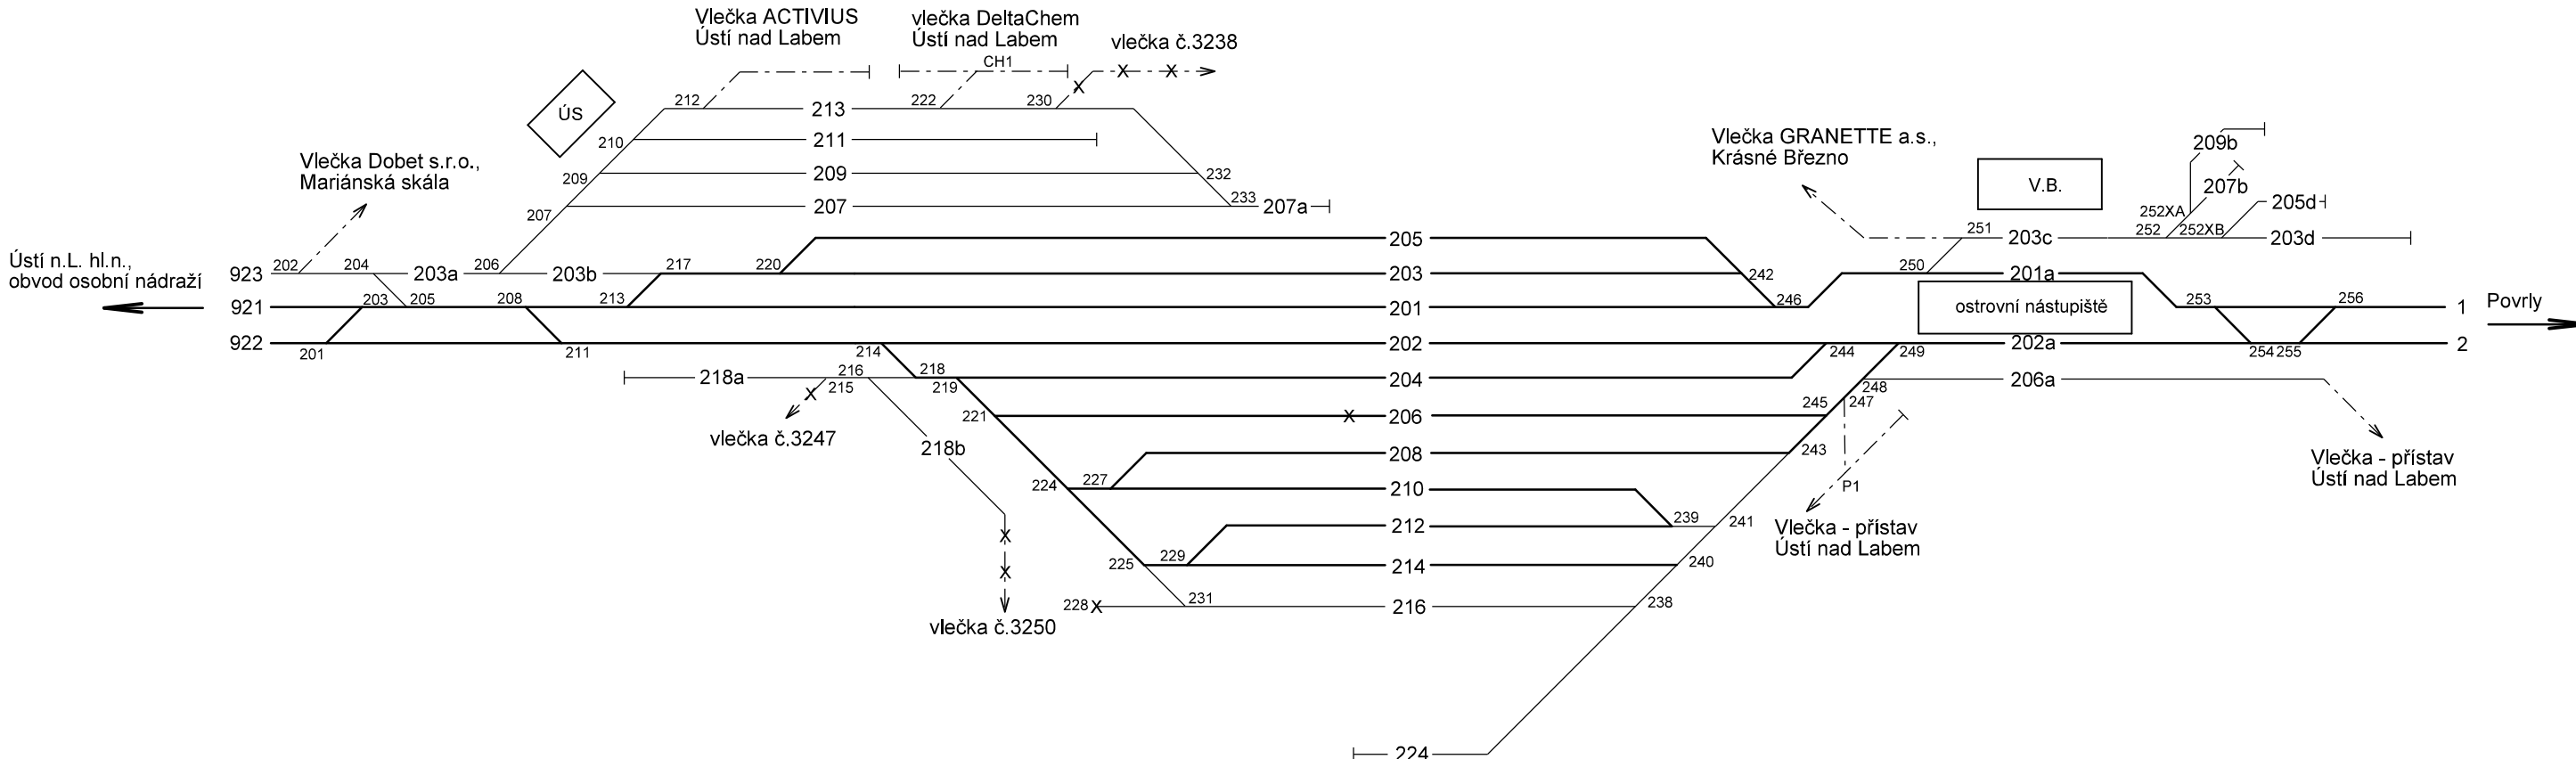 Vlečka ACTIVIUS
Ústí nad Labem
vlečka DeltaChem
Ústí nad Labem
CH1
vlečka č.3238
ÚS
212
213
222
230
210
211
Vlečka GRANETTE a.s.,
Krásné Březno
209b
Vlečka Dobet s.r.o.,
Mariánská skála
209
209
232
V.B.
207b
207
207
233
207a
252XA
205d
Ústí n.L. hl.n.,
obvod osobní nádraží
923
202
204
203a
206
203b
217
220
205
203
242
250
251
203c
252
252XB
203d
201a
921
203
205
208
213
201
246
ostrovní nástupiště
253
256
1
Povrly
922
201
211
214
202
244
249
202a
254
255
2
218a
216
215
218
219
204
248
206a
vlečka č.3247
221
206
245
247
218b
208
243
Vlečka - přístav
Ústí nad Labem
224
227
210
P1
212
239
241
Vlečka - přístav
Ústí nad Labem
225
229
214
240
228
231
216
238
vlečka č.3250
224